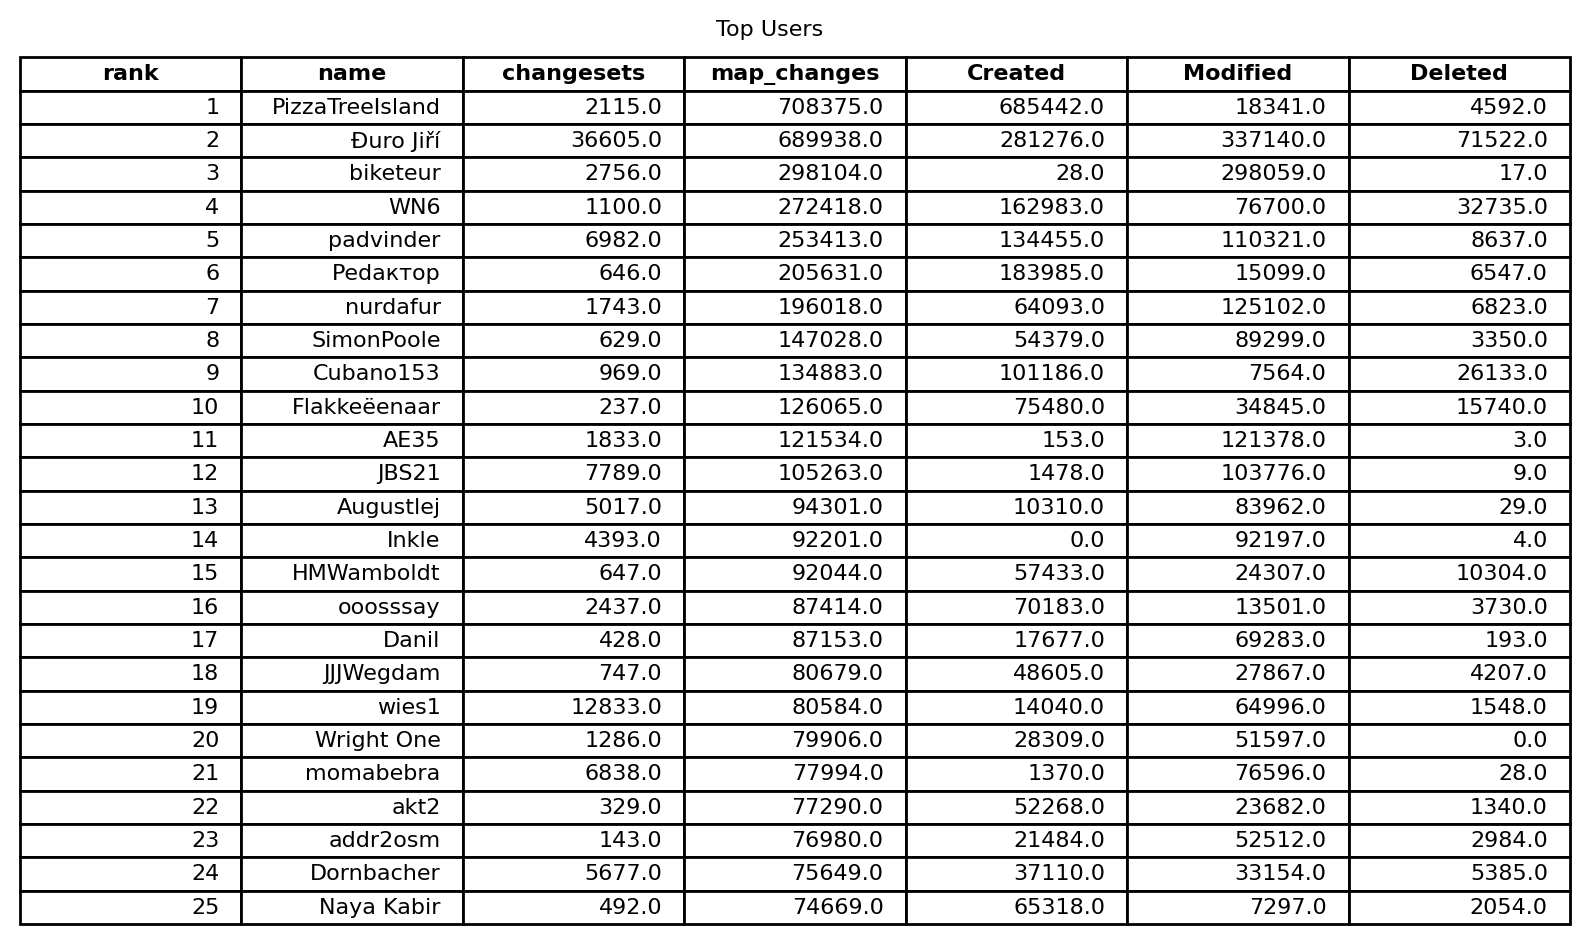 Top Users
rank name changesets map_changes Created Modified Deleted
1 PizzaTreeIsland 2115.0 708375.0 685442.0 18341.0 4592.0
2 Đuro Jiří 36605.0 689938.0 281276.0 337140.0 71522.0
3 biketeur 2756.0 298104.0 28.0 298059.0 17.0
4 WN6 1100.0 272418.0 162983.0 76700.0 32735.0
5 padvinder 6982.0 253413.0 134455.0 110321.0 8637.0
6 Pedaктop 646.0 205631.0 183985.0 15099.0 6547.0
7 nurdafur 1743.0 196018.0 64093.0 125102.0 6823.0
8 SimonPoole 629.0 147028.0 54379.0 89299.0 3350.0
9 Cubano153 969.0 134883.0 101186.0 7564.0 26133.0
10 Flakkeëenaar 237.0 126065.0 75480.0 34845.0 15740.0
11 AE35 1833.0 121534.0 153.0 121378.0 3.0
12 JBS21 7789.0 105263.0 1478.0 103776.0 9.0
13 Augustlej 5017.0 94301.0 10310.0 83962.0 29.0
14 Inkle 4393.0 92201.0 0.0 92197.0 4.0
15 HMWamboldt 647.0 92044.0 57433.0 24307.0 10304.0
16 ooosssay 2437.0 87414.0 70183.0 13501.0 3730.0
17 Danil 428.0 87153.0 17677.0 69283.0 193.0
18 JJJWegdam 747.0 80679.0 48605.0 27867.0 4207.0
19 wies1 12833.0 80584.0 14040.0 64996.0 1548.0
20 Wright One 1286.0 79906.0 28309.0 51597.0 0.0
21 momabebra 6838.0 77994.0 1370.0 76596.0 28.0
22 akt2 329.0 77290.0 52268.0 23682.0 1340.0
23 addr2osm 143.0 76980.0 21484.0 52512.0 2984.0
24 Dornbacher 5677.0 75649.0 37110.0 33154.0 5385.0
25 Naya Kabir 492.0 74669.0 65318.0 7297.0 2054.0